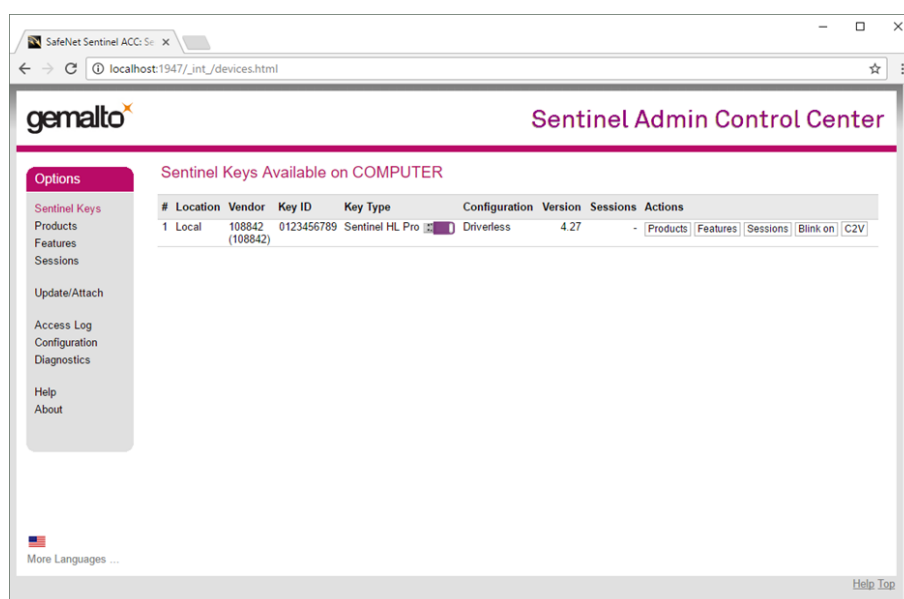 SafeNet Sentinel ACC: Se
localhost:1947/_int_/devices.html
gemalto
Sentinel Admin Control Center
Options
Sentinel Keys
Products
Features
Sessions
Update/Attach
Access Log
Configuration
Diagnostics
Help
About
Sentinel Keys Available on COMPUTER
# Location Vendor Key ID Key Type Configuration Version Sessions Actions
1 Local 108842 0123456789 Sentinel HL Pro Driverless 4.27 - Products Features Sessions Blink on C2V
(108842)
More Languages ...
Help Top